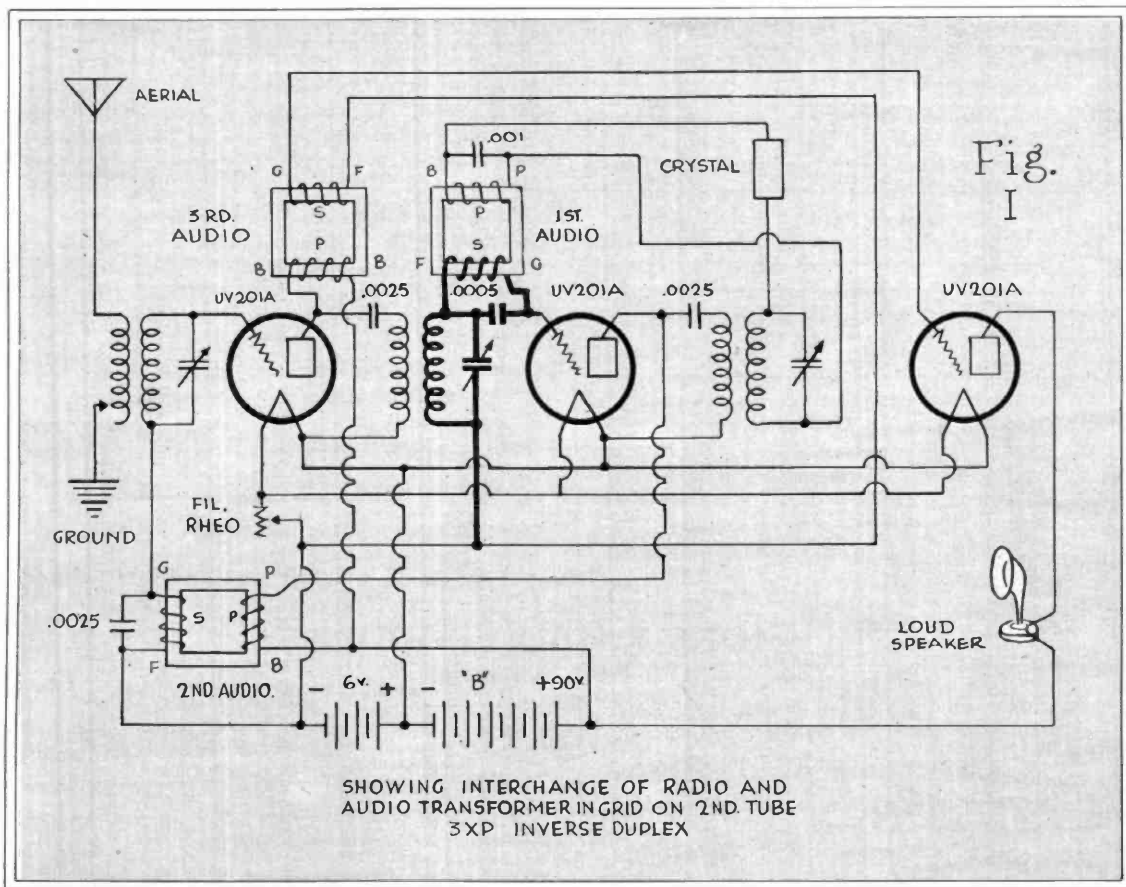 AERIAL
Fig.
I
.001
B
P
CRYSTAL
G
F
3RD.
AUDIO
S
P
B
B
P
S
1ST.
AUDIO
F
G
UV201A
.0025
.0005
UV201A
.0025
UV201A
GROUND
FIL.
RHEO
G
P
.0025
S
P
F
B
2ND. AUDIO.
LOUD
SPEAKER
– 6v. +
– "B" +90v
SHOWING INTERCHANGE OF RADIO AND
AUDIO TRANSFORMER IN GRID ON 2ND. TUBE
3XP INVERSE DUPLEX